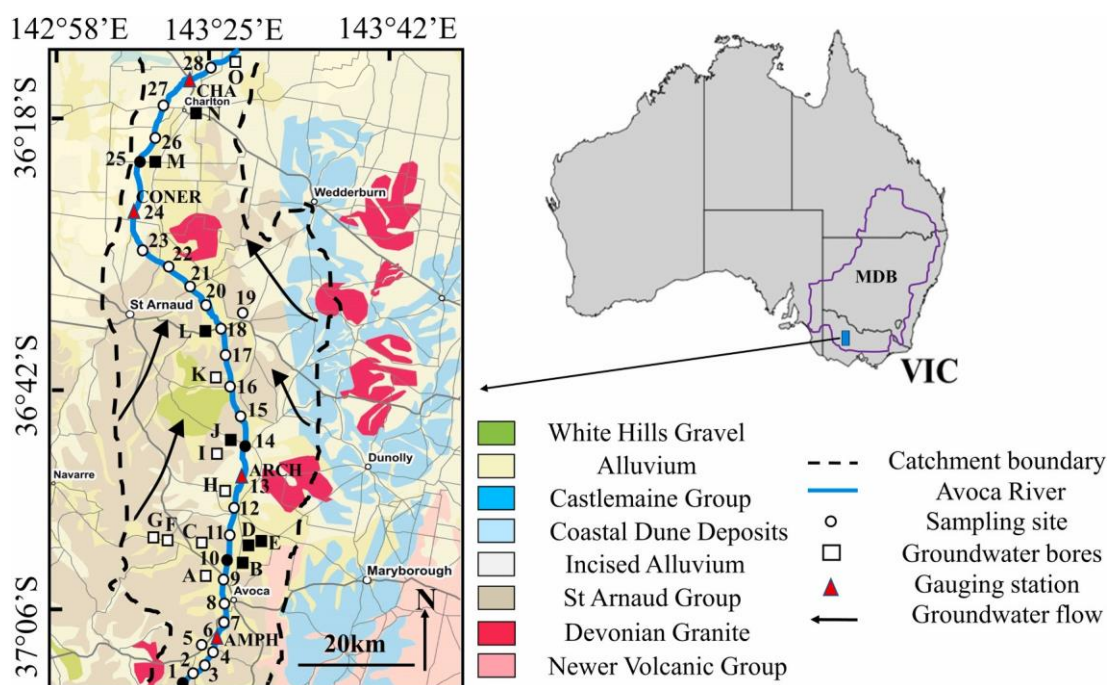 142°58’E
143°25’E
143°42’E
36°18’S
36°42’S
37°06’S
28
O
CHA
27
Charlton
N
26
25
M
CONER
24
Wedderburn
23
22
21
20
19
St Arnaud
L
18
17
K
16
15
J
14
I
ARCH
13
Dunolly
Navarre
H
12
G
F
C
11
D
E
10
B
A
9
Maryborough
Avoca
8
7
6
AMPH
5
4
2
1
3
20km
N
MDB
VIC
White Hills Gravel
Alluvium
Castlemaine Group
Coastal Dune Deposits
Incised Alluvium
St Arnaud Group
Devonian Granite
Newer Volcanic Group
Catchment boundary
Avoca River
Sampling site
Groundwater bores
Gauging station
Groundwater flow